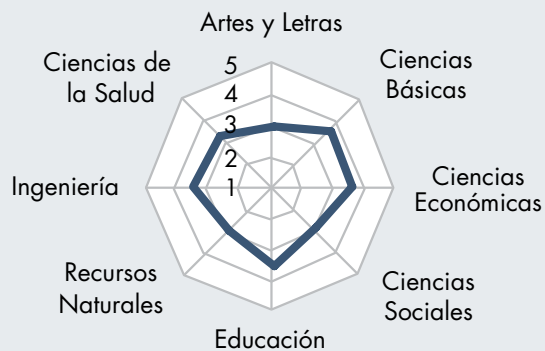 Artes y Letras
Ciencias
Básicas
Ciencias
Económicas
Ciencias
Sociales
Educación
Recursos
Naturales
Ingeniería
Ciencias de
la Salud
5
4
3
2
1